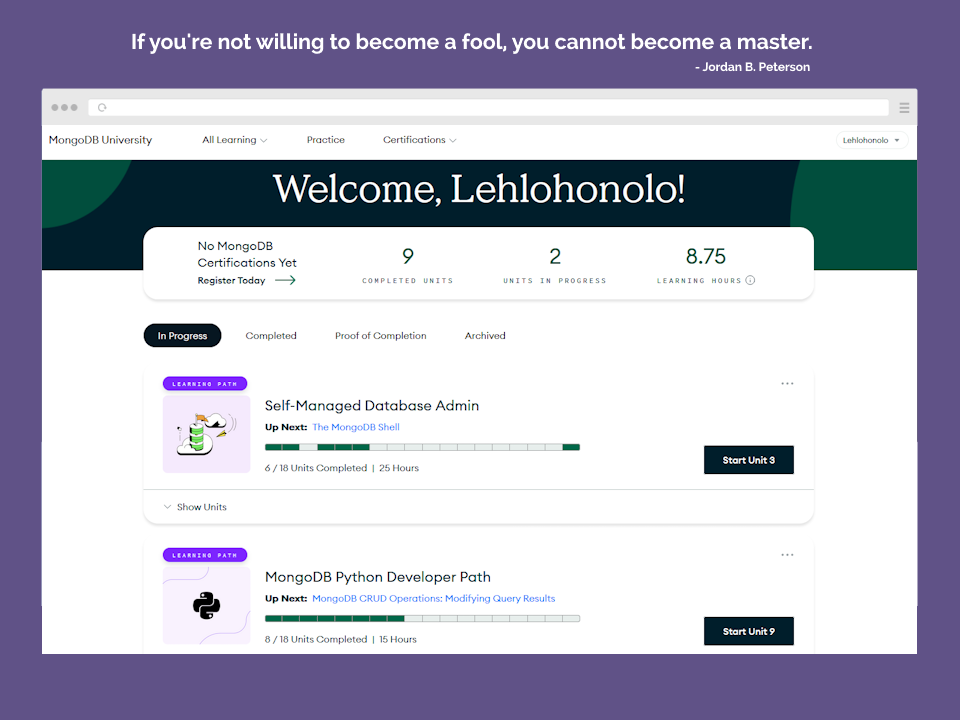 If you're not willing to become a fool, you cannot become a master.
- Jordan B. Peterson
MongoDB University
All Learning
Practice
Certifications
Lehlohonolo
Welcome, Lehlohonolo!
No MongoDB
Certifications Yet
Register Today
9
COMPLETED UNITS
2
UNITS IN PROGRESS
8.75
LEARNING HOURS
In Progress
Completed
Proof of Completion
Archived
LEARNING PATH
Self-Managed Database Admin
Up Next: The MongoDB Shell
6 / 18 Units Completed | 25 Hours
Start Unit 3
Show Units
LEARNING PATH
MongoDB Python Developer Path
Up Next: MongoDB CRUD Operations: Modifying Query Results
8 / 18 Units Completed | 15 Hours
Start Unit 9